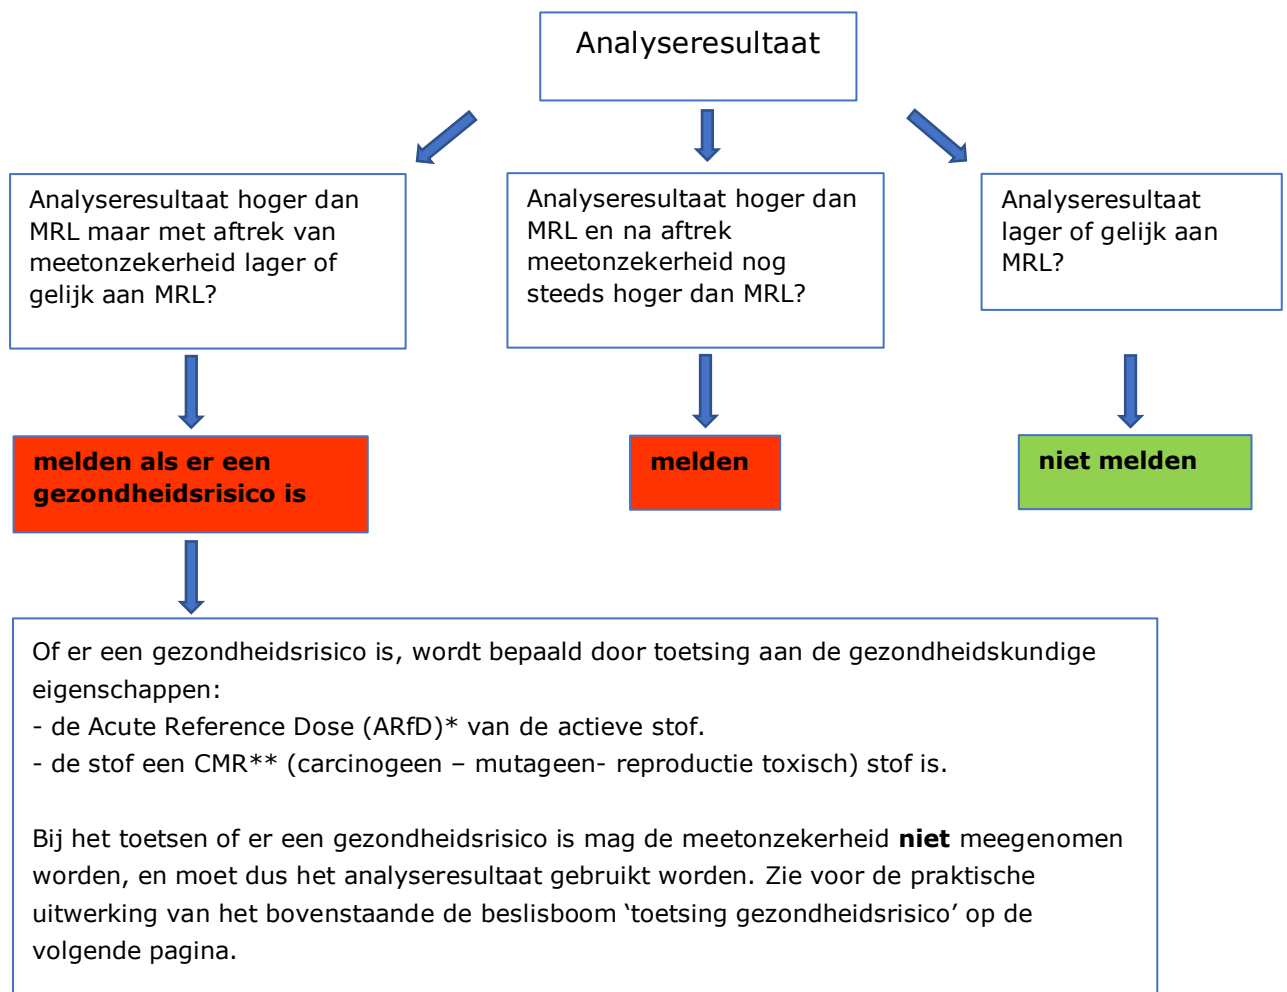 Analyseresultaat
Analyseresultaat hoger dan
MRL maar met aftrek van
meetonzekerheid lager of
gelijk aan MRL?
Analyseresultaat hoger dan
MRL en na aftrek
meetonzekerheid nog
steeds hoger dan MRL?
Analyseresultaat
lager of gelijk aan
MRL?
melden als er een
gezondheidsrisico is
melden
niet melden
Of er een gezondheidsrisico is, wordt bepaald door toetsing aan de gezondheidskundige
eigenschappen:
- de Acute Reference Dose (ARfD)* van de actieve stof.
- de stof een CMR** (carcinogeen – mutageen- reproductie toxisch) stof is.
Bij het toetsen of er een gezondheidsrisico is mag de meetonzekerheid niet meegenomen
worden, en moet dus het analyseresultaat gebruikt worden. Zie voor de praktische
uitwerking van het bovenstaande de beslisboom ‘toetsing gezondheidsrisico’ op de
volgende pagina.